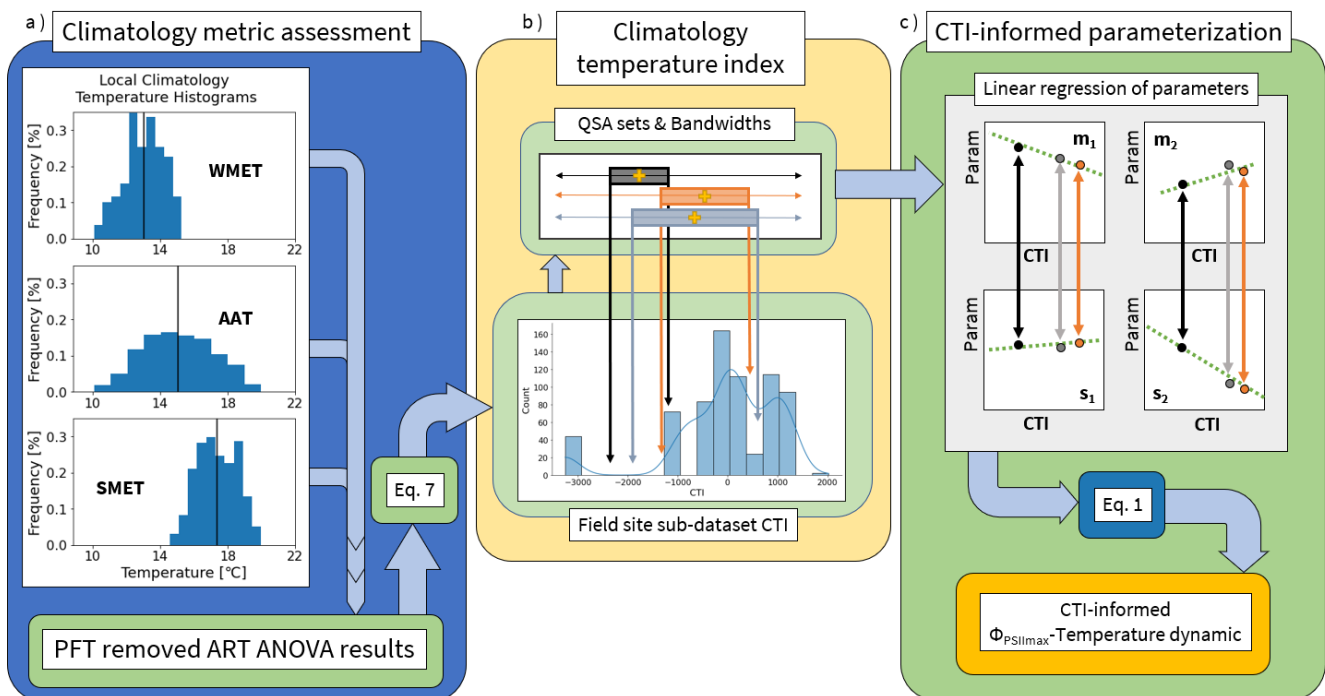 a )
Climatology metric assessment
Local Climatology
Temperature Histograms
Frequency [%]
0.3
0.2
0.1
0.0
WMET
10 14 18 22
Frequency [%]
0.3
0.2
0.1
0.0
AAT
10 14 18 22
Frequency [%]
0.3
0.2
0.1
0.0
SMET
10 14 18 22
Temperature [℃]
PFT removed ART ANOVA results
Eq. 7
b )
Climatology
temperature index
QSA sets & Bandwidths
Count
160
140
120
100
80
60
40
20
0
−3000 −2000 −1000 0 1000 2000
CTI
Field site sub-dataset CTI
c )
CTI-informed parameterization
Linear regression of parameters
Param
m₁
CTI
Param
m₂
CTI
Param
s₁
CTI
Param
s₂
CTI
Eq. 1
CTI-informed
Φ_PSIImax-Temperature dynamic